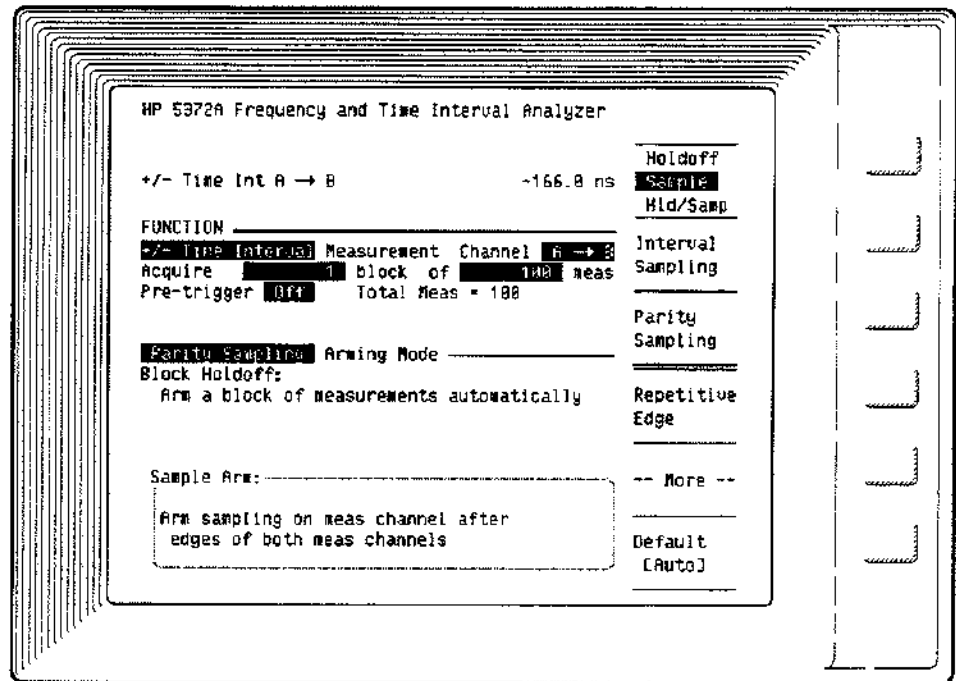 HP 5372A Frequency and Time Interval Analyzer
+/- Time Int A → B -166.0 ns
FUNCTION
+/- Time Interval Measurement Channel A → B
Acquire 1 block of 100 meas
Pre-trigger Off Total Meas = 100
Parity Sampling Arming Mode
Block Holdoff:
Arm a block of measurements automatically
Sample Arm:
Arm sampling on meas channel after
edges of both meas channels
Holdoff
Sample
Hld/Samp
Interval
Sampling
Parity
Sampling
Repetitive
Edge
-- More --
Default
[Auto]